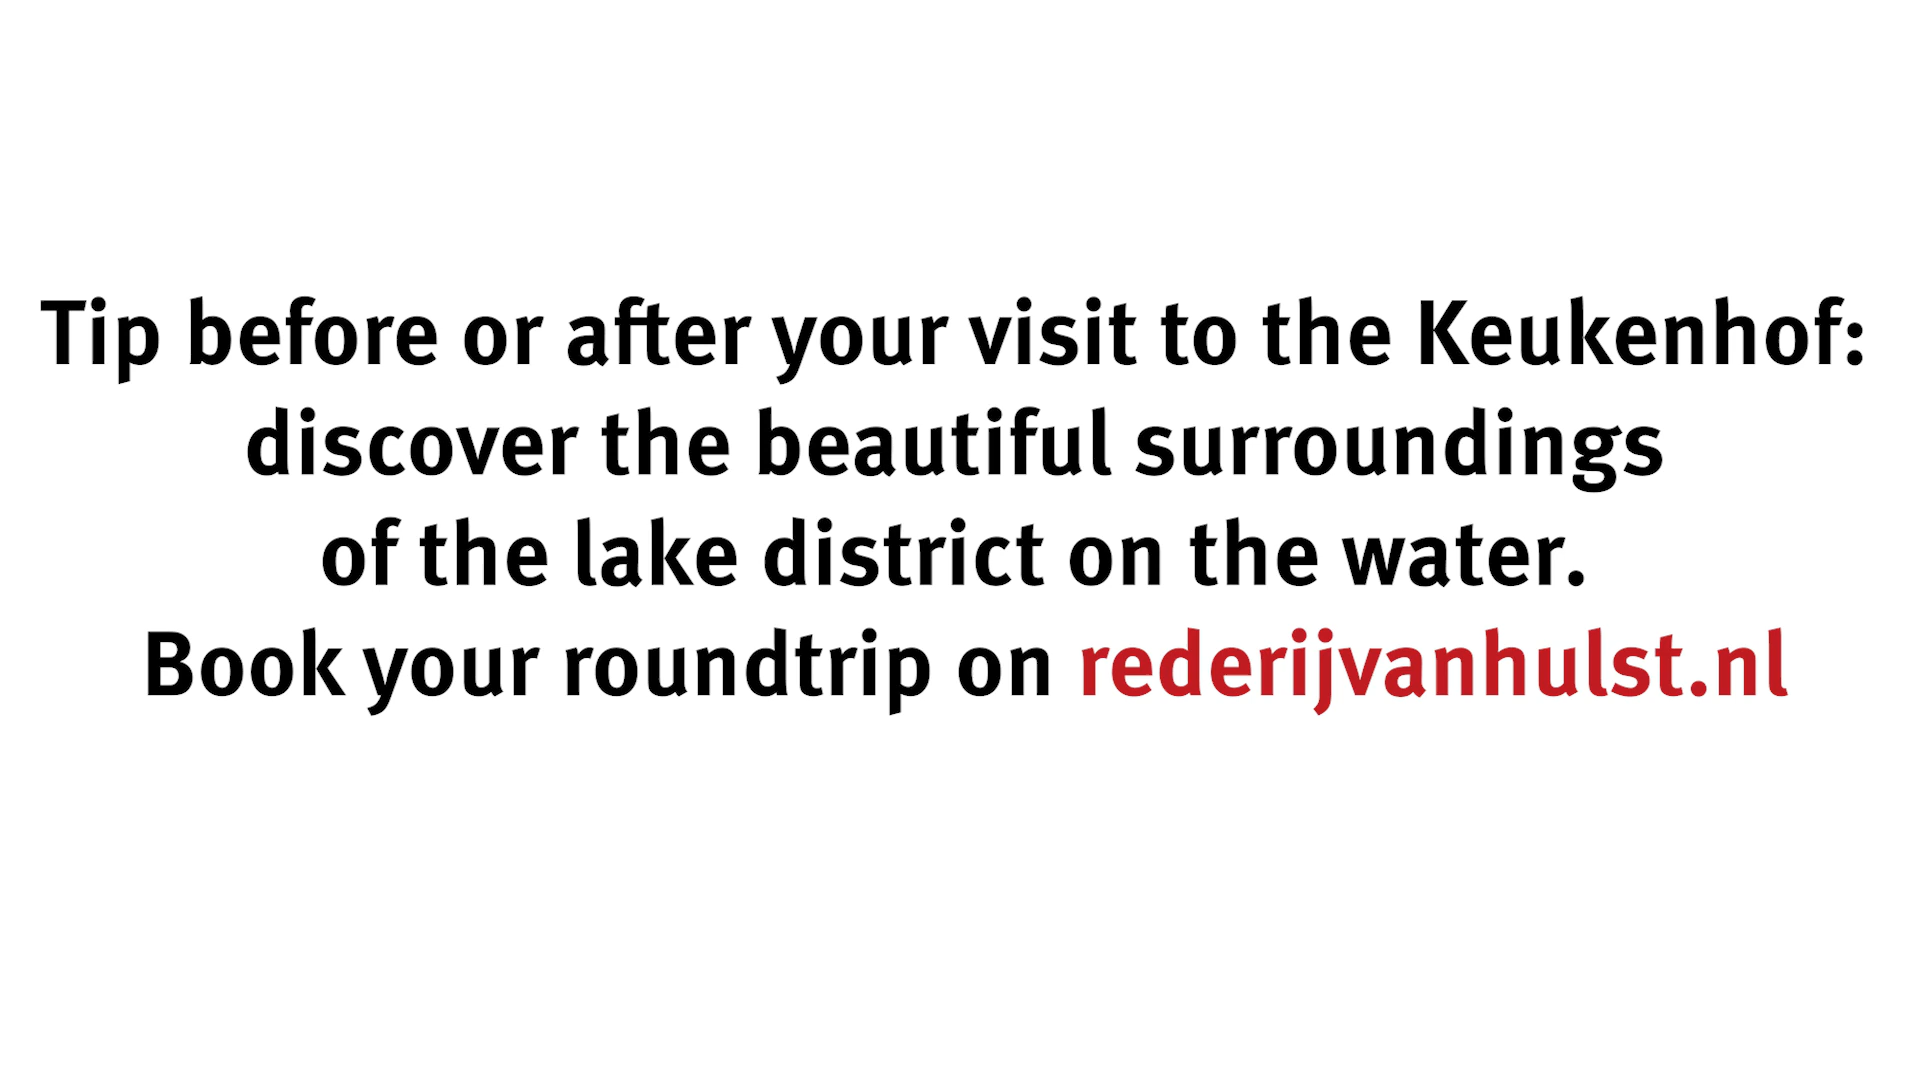 Tip before or after your visit to the Keukenhof:
discover the beautiful surroundings
of the lake district on the water.
Book your roundtrip on rederijvanhulst.nl